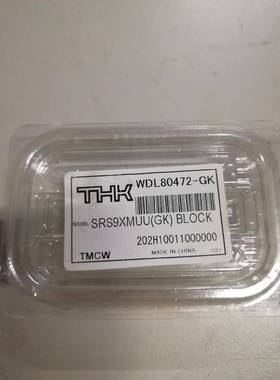 THK
WDL80472-GK
MODEL SRS9XMUU(GK) BLOCK
202H10011000000
TMCW
MADE IN CHINA